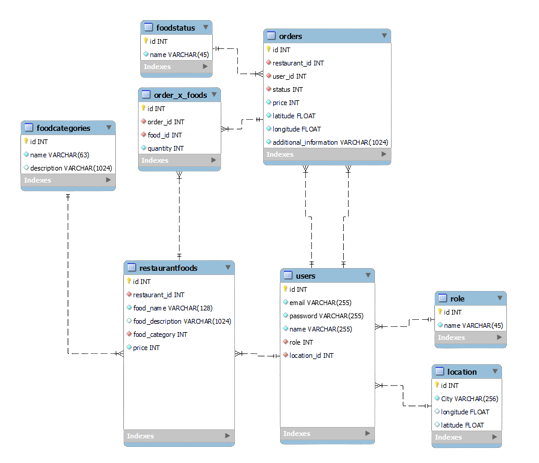 foodstatus
id INT
name VARCHAR(45)
Indexes
orders
id INT
restaurant_id INT
user_id INT
status INT
price INT
latitude FLOAT
longitude FLOAT
additional_information VARCHAR(1024)
Indexes
order_x_foods
id INT
order_id INT
food_id INT
quantity INT
Indexes
foodcategories
id INT
name VARCHAR(63)
description VARCHAR(1024)
Indexes
restaurantfoods
id INT
restaurant_id INT
food_name VARCHAR(128)
food_description VARCHAR(1024)
food_category INT
price INT
Indexes
users
id INT
email VARCHAR(255)
password VARCHAR(255)
name VARCHAR(255)
role INT
location_id INT
Indexes
role
id INT
name VARCHAR(45)
Indexes
location
id INT
City VARCHAR(256)
longitude FLOAT
latitude FLOAT
Indexes